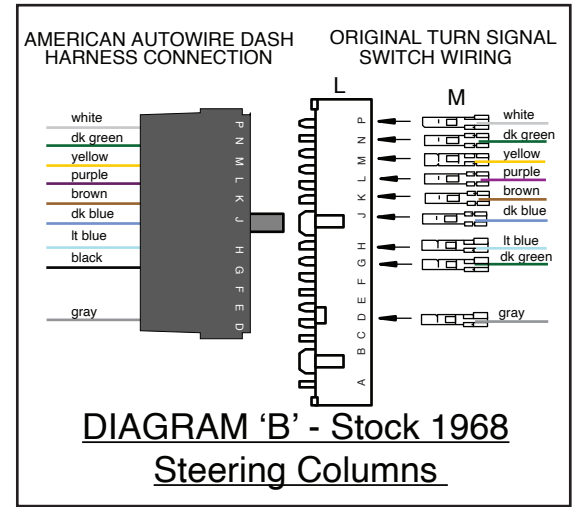 AMERICAN AUTOWIRE DASH
HARNESS CONNECTION
ORIGINAL TURN SIGNAL
SWITCH WIRING
L
M
white
dk green
yellow
purple
brown
dk blue
lt blue
black
gray
P
N
M
L
K
J
H
G
F
E
D
P
N
M
L
K
J
H
G
F
E
D
C
B
A
white
dk green
yellow
purple
brown
dk blue
lt blue
dk green
gray
DIAGRAM ‘B’ - Stock 1968
Steering Columns